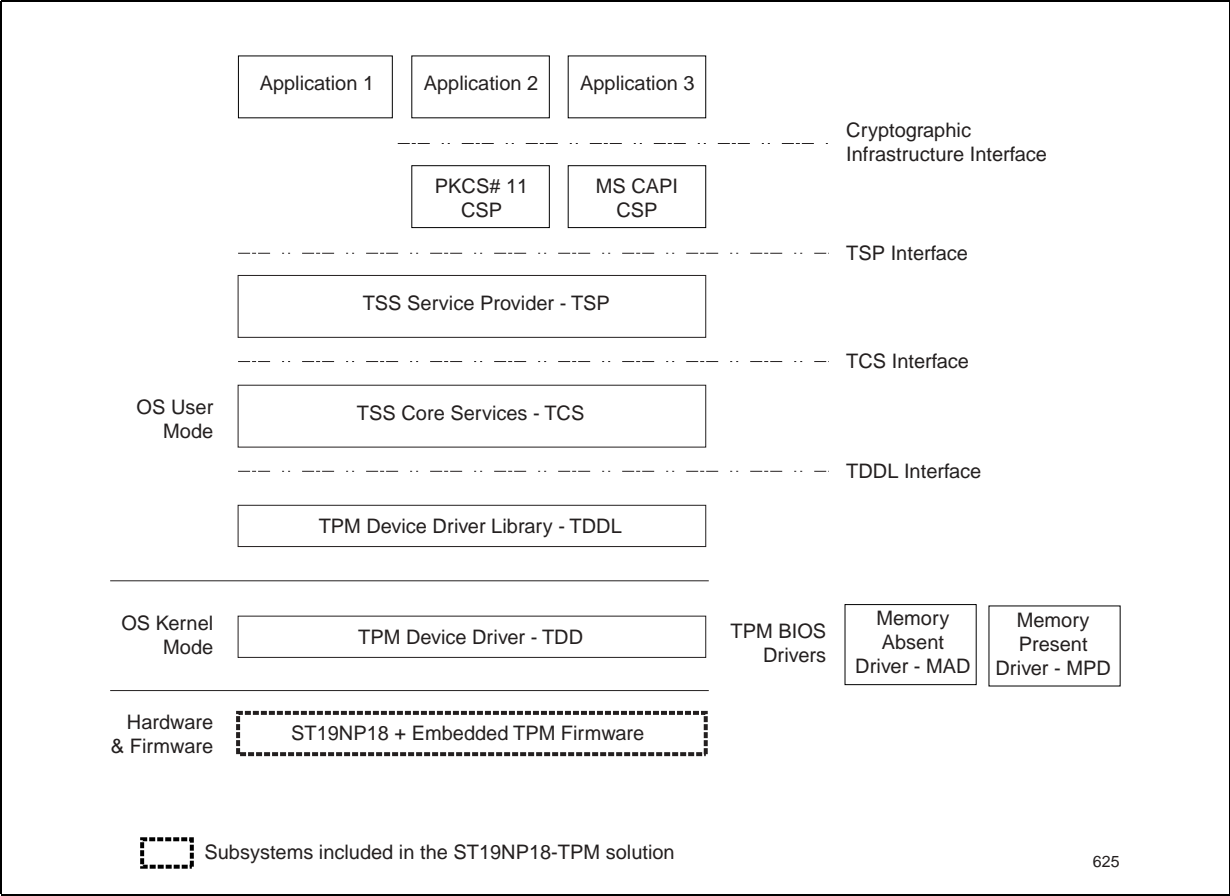 Application 1
Application 2
Application 3
Cryptographic
Infrastructure Interface
PKCS# 11
CSP
MS CAPI
CSP
TSP Interface
TSS Service Provider - TSP
TCS Interface
OS User
Mode
TSS Core Services - TCS
TDDL Interface
TPM Device Driver Library - TDDL
OS Kernel
Mode
TPM Device Driver - TDD
TPM BIOS
Drivers
Memory
Absent
Driver - MAD
Memory
Present
Driver - MPD
Hardware
& Firmware
ST19NP18 + Embedded TPM Firmware
Subsystems included in the ST19NP18-TPM solution
625